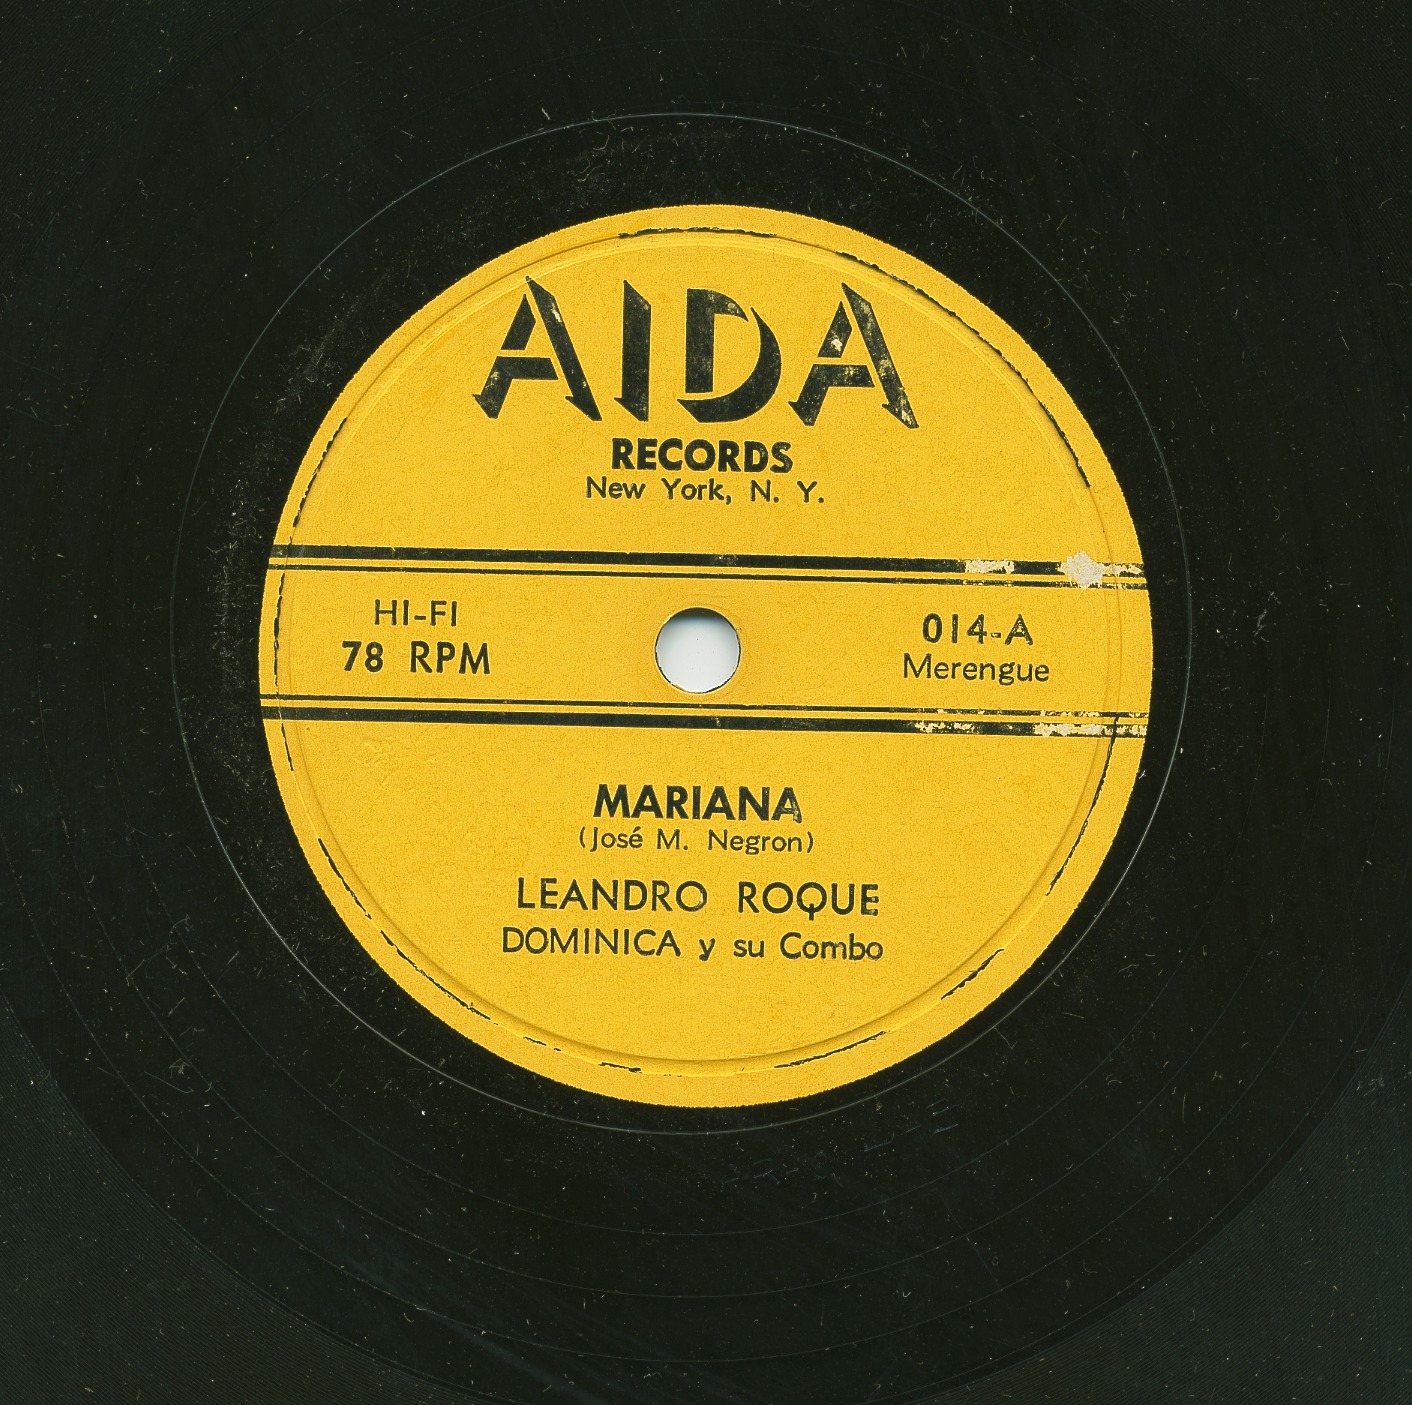 AIDA
RECORDS
New York, N. Y.
HI-FI
78 RPM
014-A
Merengue
MARIANA
(José M. Negron)
LEANDRO ROQUE
DOMINICA y su Combo